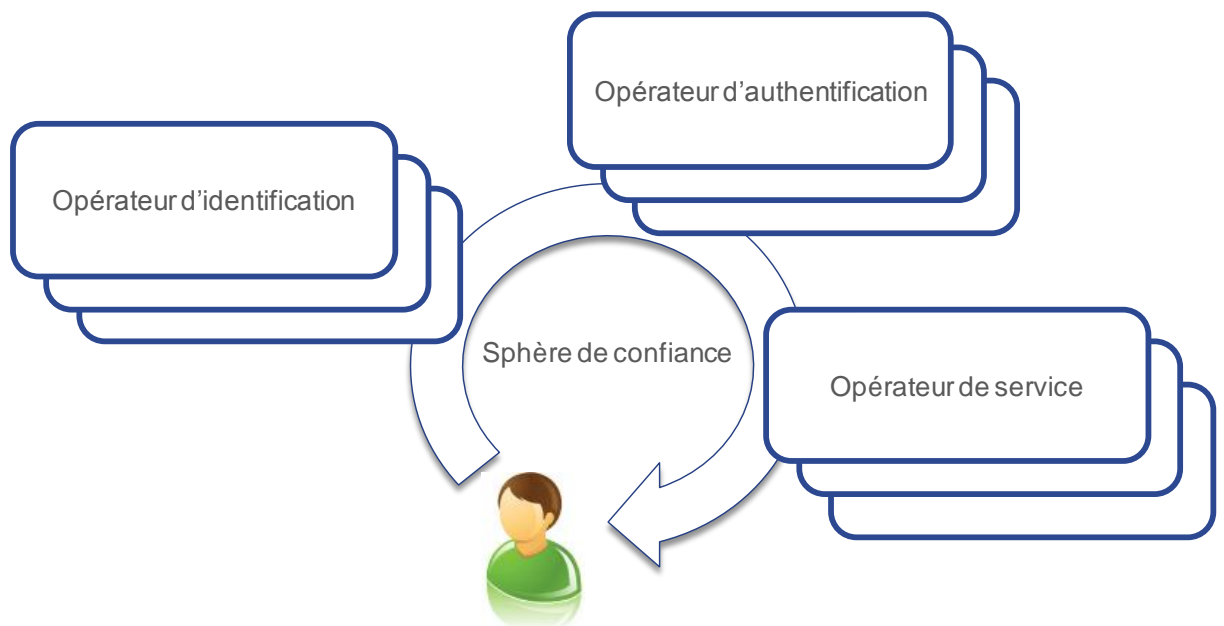 Opérateur d’authentification
Opérateur d’identification
Sphère de confiance
Opérateur de service